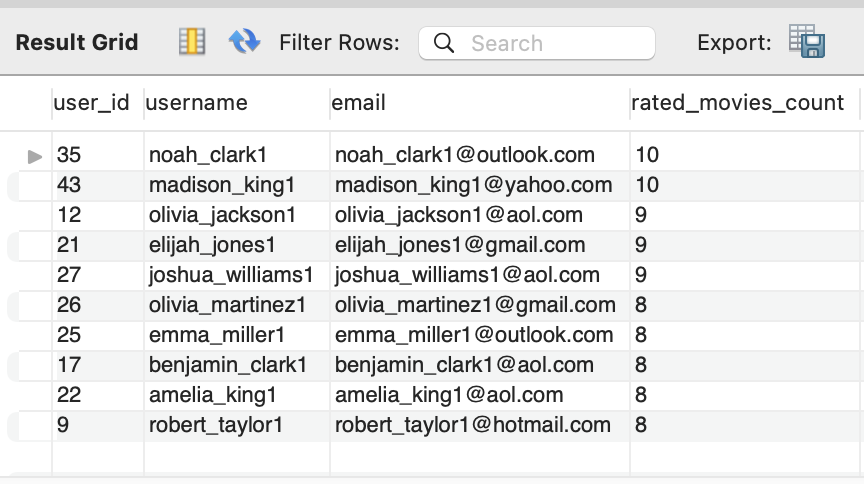 Result Grid Filter Rows: Search Export:
user_id username email rated_movies_count
35 noah_clark1 noah_clark1@outlook.com 10
43 madison_king1 madison_king1@yahoo.com 10
12 olivia_jackson1 olivia_jackson1@aol.com 9
21 elijah_jones1 elijah_jones1@gmail.com 9
27 joshua_williams1 joshua_williams1@aol.com 9
26 olivia_martinez1 olivia_martinez1@gmail.com 8
25 emma_miller1 emma_miller1@outlook.com 8
17 benjamin_clark1 benjamin_clark1@aol.com 8
22 amelia_king1 amelia_king1@aol.com 8
9 robert_taylor1 robert_taylor1@hotmail.com 8